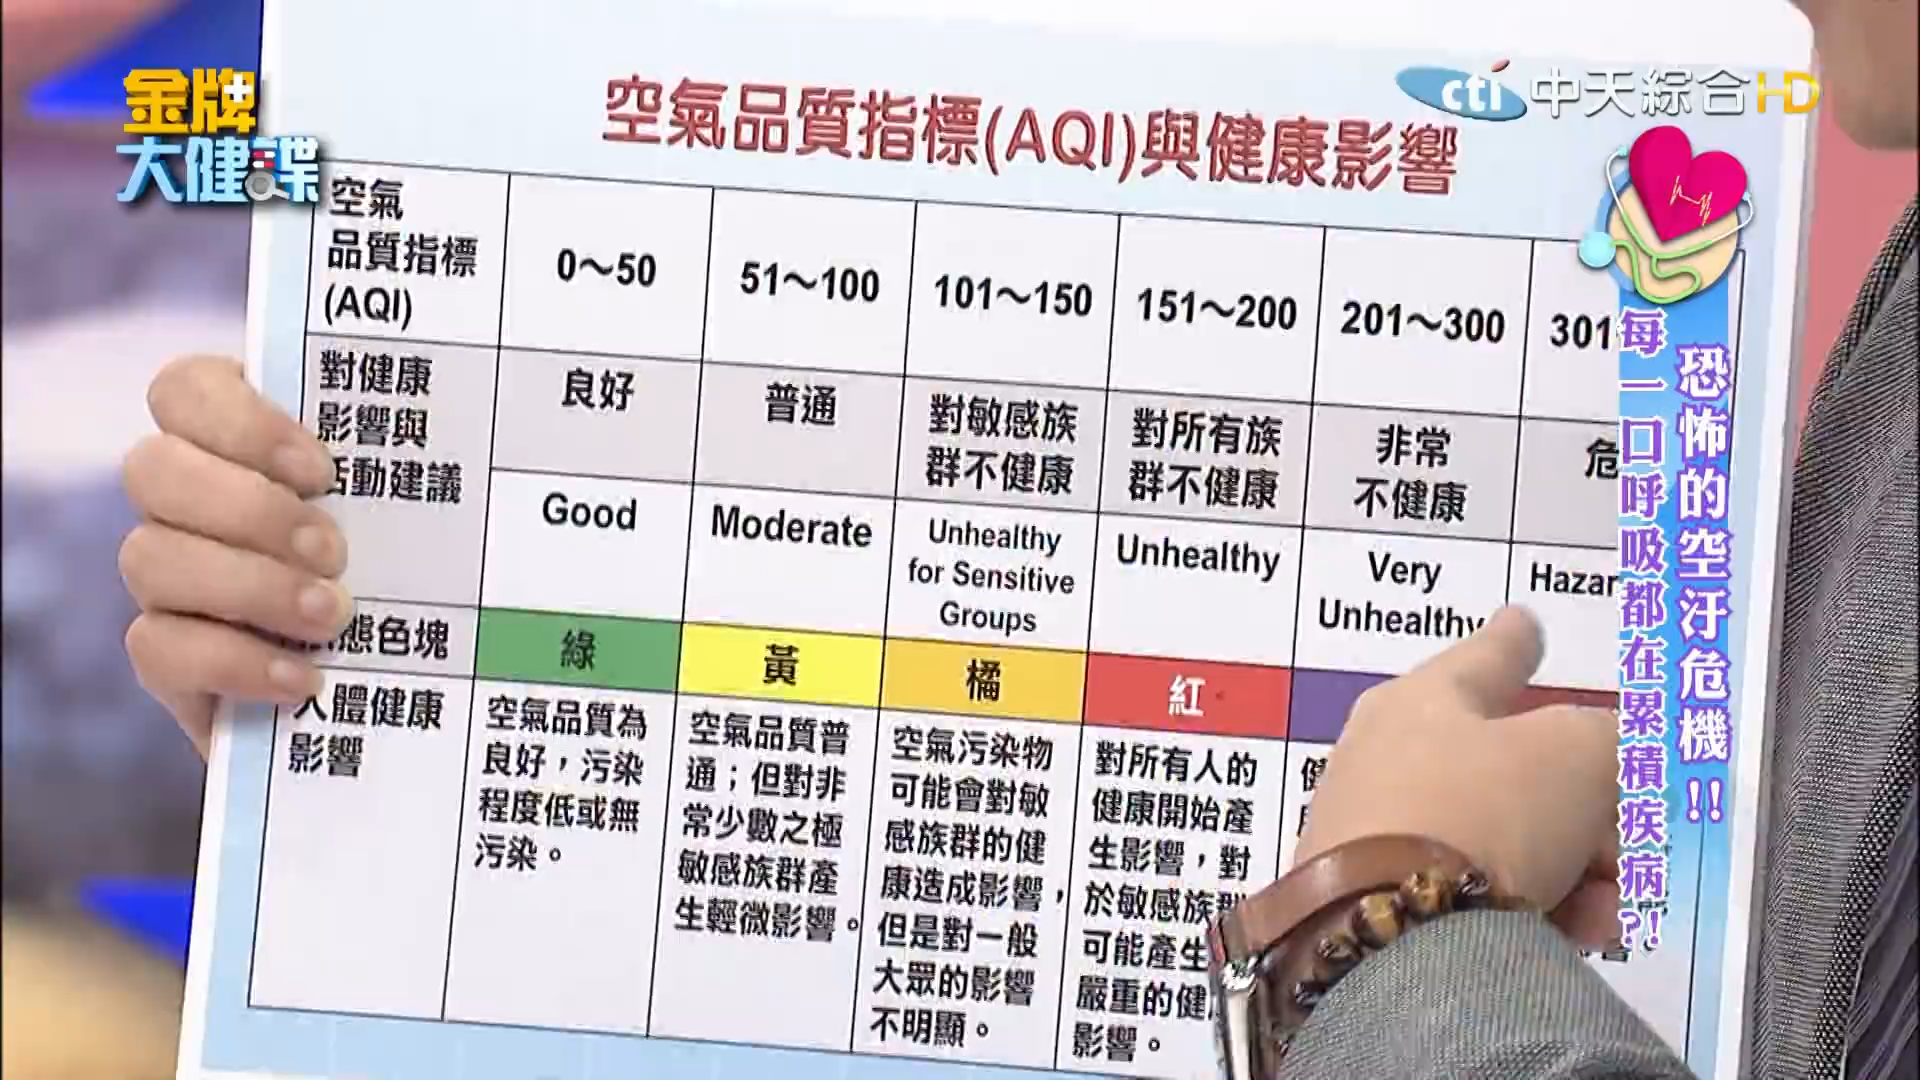 金牌
大健諜
cti 中天綜合HD
空氣品質指標(AQI)與健康影響
空氣
品質指標
(AQI)
0～50
51～100
101～150
151～200
201～300
301
對健康
影響與
活動建議
良好
普通
對敏感族
群不健康
對所有族
群不健康
非常
不健康
危
Good
Moderate
Unhealthy
for Sensitive
Groups
Unhealthy
Very
Unhealthy
Hazar
態色塊
綠
黃
橘
紅
人體健康
影響
空氣品質為
良好，污染
程度低或無
污染。
空氣品質普
通；但對非
常少數之極
敏感族群產
生輕微影響。
空氣污染物
可能會對敏
感族群的健
康造成影響，
但是對一般
大眾的影響
不明顯。
對所有人的
健康開始產
生影響，對
於敏感族群
可能產生
嚴重的健
影響。
健
恐怖的空汙危機!!
每一口呼吸都在累積疾病?!